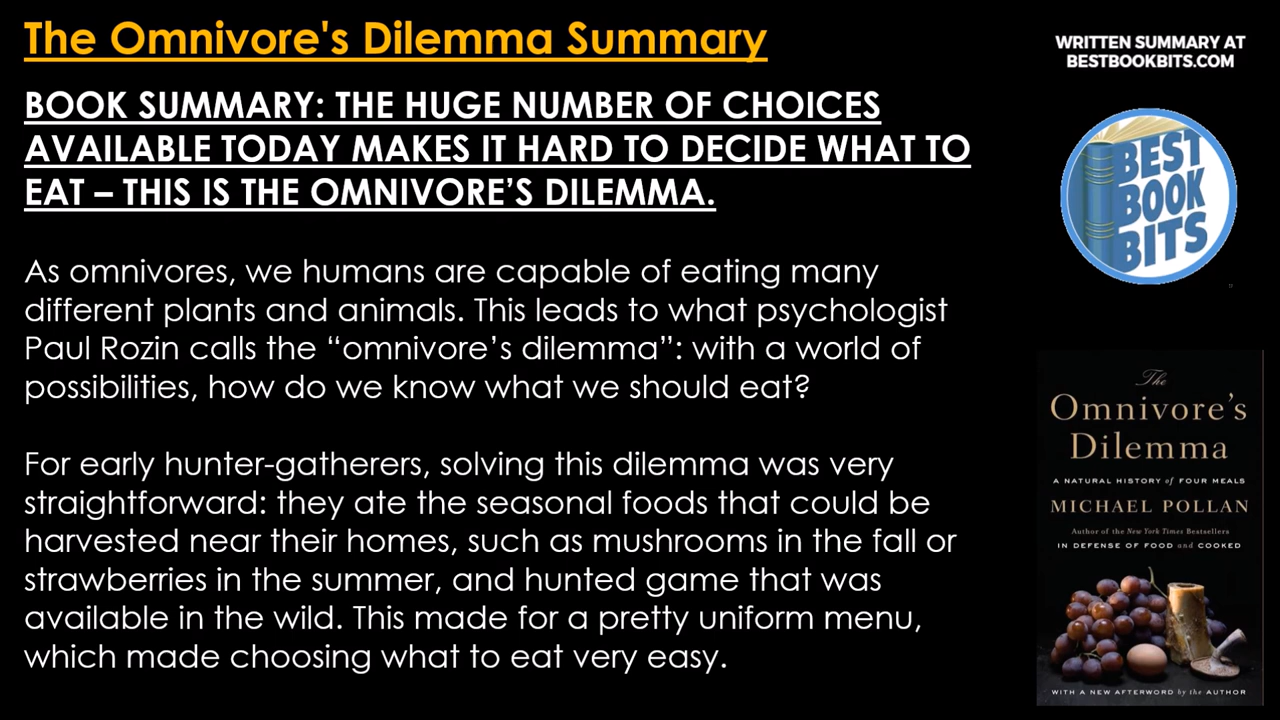 The Omnivore's Dilemma Summary
WRITTEN SUMMARY AT
BESTBOOKBITS.COM
BOOK SUMMARY: THE HUGE NUMBER OF CHOICES
AVAILABLE TODAY MAKES IT HARD TO DECIDE WHAT TO
EAT – THIS IS THE OMNIVORE’S DILEMMA.
As omnivores, we humans are capable of eating many
different plants and animals. This leads to what psychologist
Paul Rozin calls the “omnivore’s dilemma”: with a world of
possibilities, how do we know what we should eat?
For early hunter-gatherers, solving this dilemma was very
straightforward: they ate the seasonal foods that could be
harvested near their homes, such as mushrooms in the fall or
strawberries in the summer, and hunted game that was
available in the wild. This made for a pretty uniform menu,
which made choosing what to eat very easy.
BEST
BOOK
BITS
The
Omnivore’s
Dilemma
A NATURAL HISTORY of FOUR MEALS
MICHAEL POLLAN
Author of the New York Times Bestsellers
IN DEFENSE OF FOOD and COOKED
WITH A NEW AFTERWORD by the AUTHOR